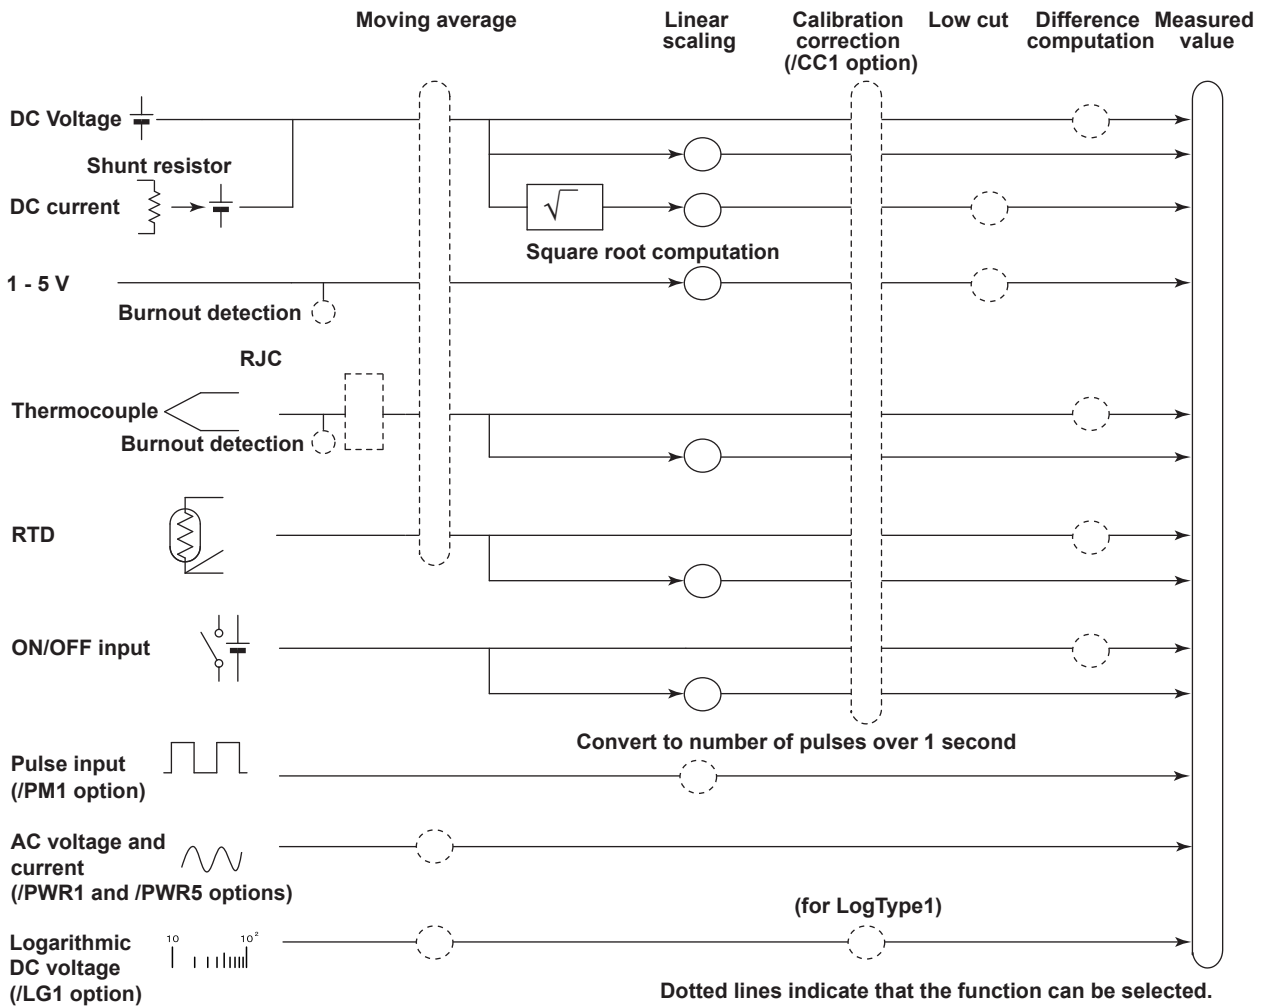 Moving average
Linear
scaling
Calibration
correction
(/CC1 option)
Low cut
Difference
computation
Measured
value
DC Voltage
Shunt resistor
DC current
√
Square root computation
1 - 5 V
Burnout detection
RJC
Thermocouple
Burnout detection
RTD
ON/OFF input
Convert to number of pulses over 1 second
Pulse input
(/PM1 option)
AC voltage and
current
(/PWR1 and /PWR5 options)
(for LogType1)
Logarithmic
DC voltage
(/LG1 option)
10 10²
Dotted lines indicate that the function can be selected.